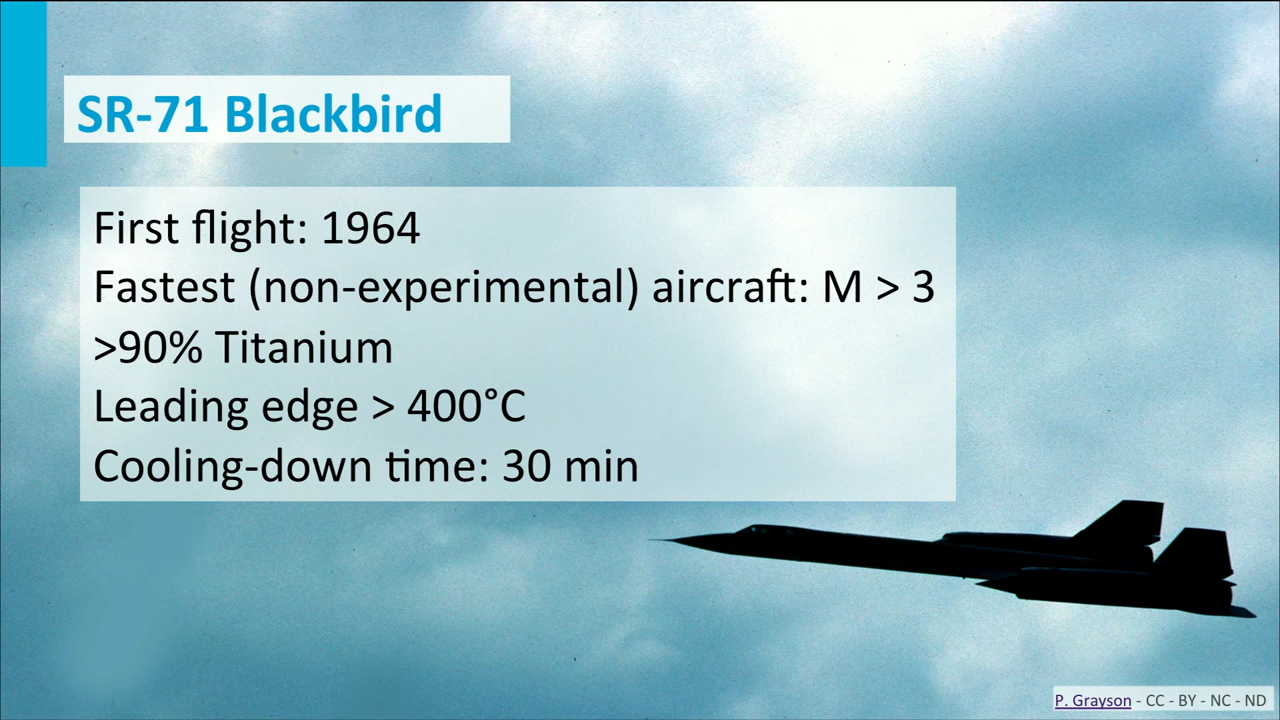 SR-71 Blackbird
First flight: 1964
Fastest (non-experimental) aircraft: M > 3
>90% Titanium
Leading edge > 400°C
Cooling-down time: 30 min
P. Grayson - CC - BY - NC - ND